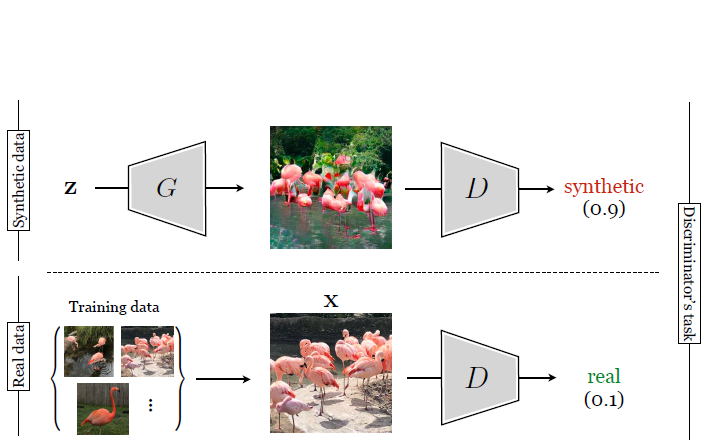 Synthetic data
z
G
D
synthetic
(0.9)
Discriminator's task
Real data
Training data
x
D
real
(0.1)